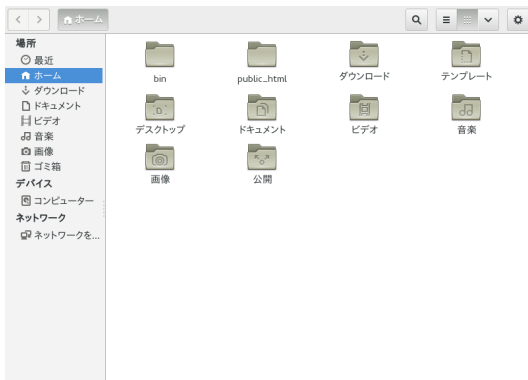 ホーム
場所
最近
ホーム
ダウンロード
ドキュメント
ビデオ
音楽
画像
ゴミ箱
デバイス
コンピューター
ネットワーク
ネットワークを...
bin
public_html
ダウンロード
テンプレート
デスクトップ
ドキュメント
ビデオ
音楽
画像
公開